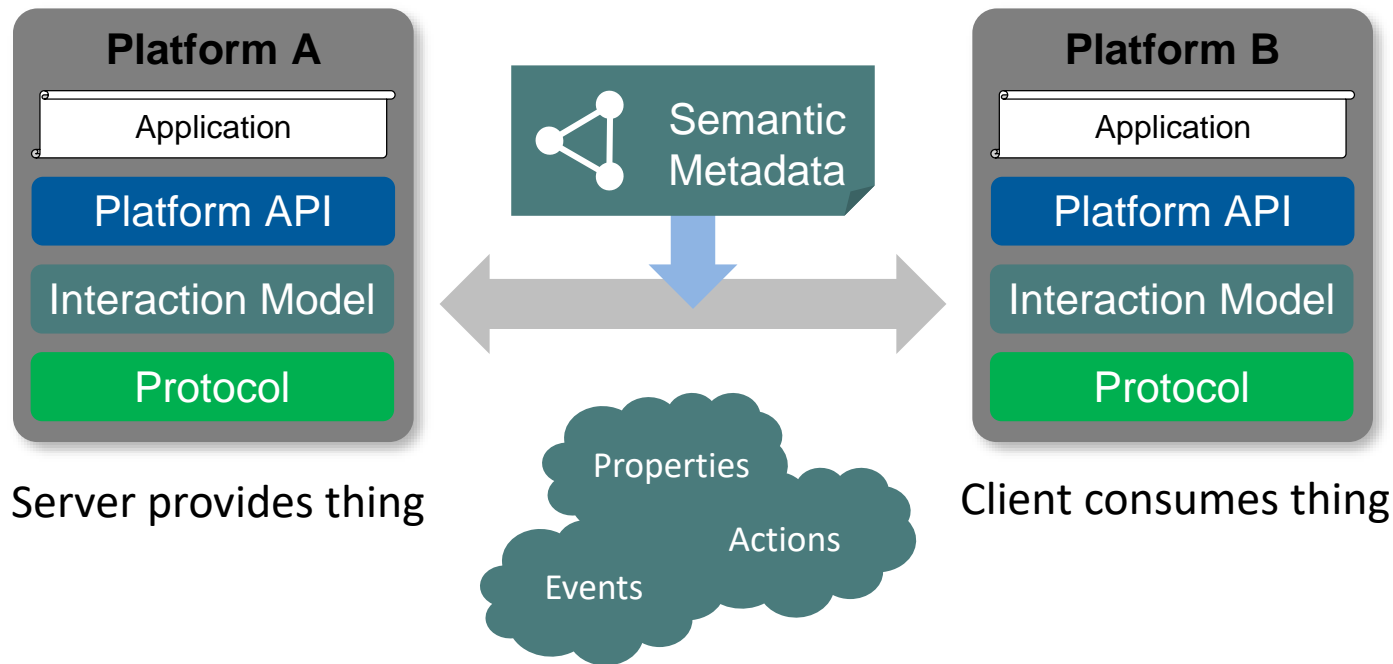 Platform A
Application
Platform API
Interaction Model
Protocol
Server provides thing
Semantic
Metadata
Properties
Actions
Events
Platform B
Application
Platform API
Interaction Model
Protocol
Client consumes thing